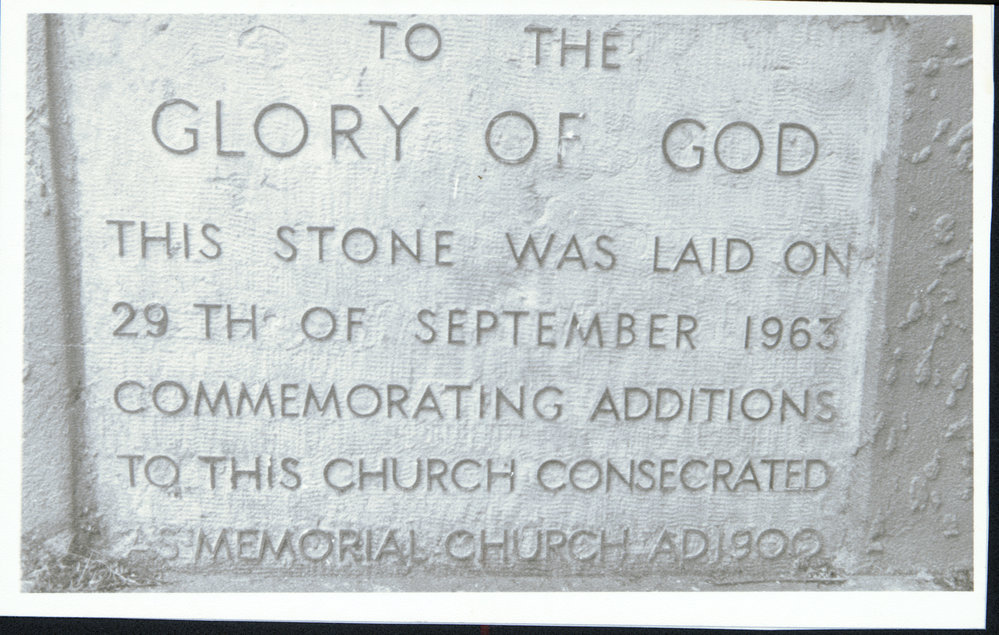 TO THE
GLORY OF GOD
THIS STONE WAS LAID ON
29 TH OF SEPTEMBER 1963
COMMEMORATING ADDITIONS
TO THIS CHURCH CONSECRATED
AS MEMORIAL CHURCH AD 1900